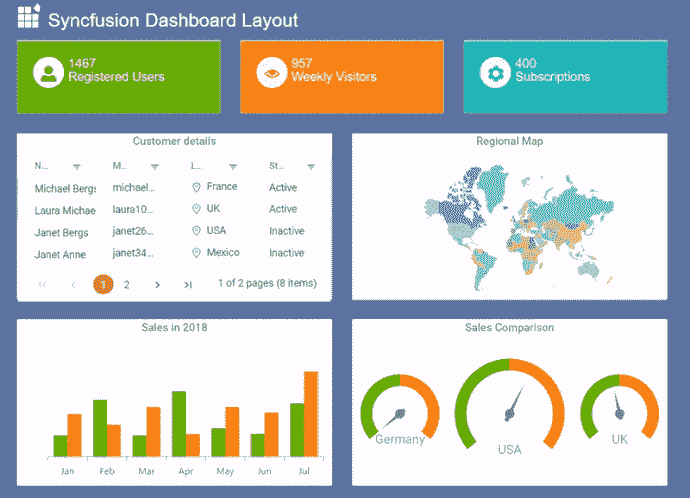 Syncfusion Dashboard Layout
1467
Registered Users
957
Weekly Visitors
400
Subscriptions
Customer details
N... M... L... St...
Michael Bergs michael... France Active
Laura Michae laura10... UK Active
Janet Bergs janet26... USA Inactive
Janet Anne janet34... Mexico Inactive
1 2 1 of 2 pages (8 items)
Regional Map
Sales in 2018
Jan Feb Mar Apr May Jun Jul
Sales Comparison
Germany USA UK